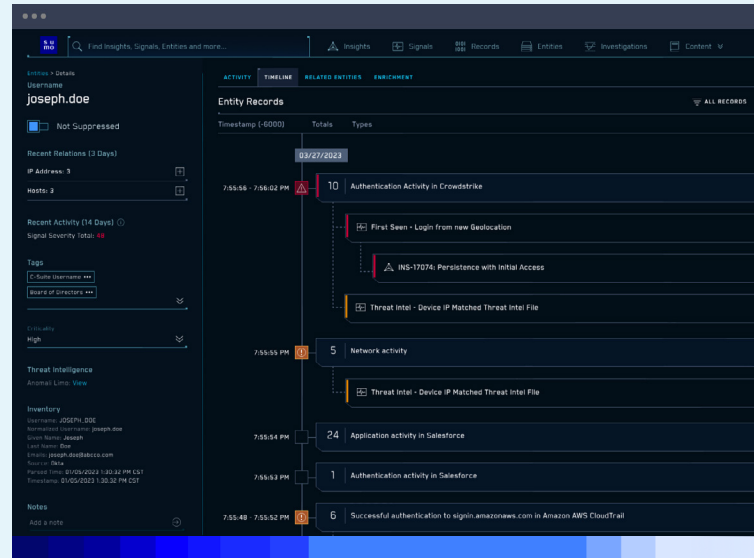 su
mo
Find Insights, Signals, Entities and more...
Insights
Signals
Records
Entities
Investigations
Content
Entities > Details
Username
joseph.doe
Not Suppressed
Recent Relations (3 Days)
IP Address: 3
Hosts: 3
Recent Activity (14 Days)
Signal Severity Total:
Tags
C-Suite Username •••
Board of Directors •••
Criticality
High
Threat Intelligence
Anomali Limo: View
Inventory
Username: JOSEPH_DOE
Normalized Username: joseph.doe
Given Name: Joseph
Last Name: Doe
Emails: joseph.doe@abcco.com
Source: Okta
Parsed Time: 01/05/2023 1:30:32 PM CST
Timestamp: 01/05/2023 1:30:32 PM CST
Notes
Add a note
ACTIVITY
TIMELINE
RELATED ENTITIES
ENRICHMENT
Entity Records
ALL RECORDS
Timestamp (-6000)
Totals
Types
03/27/2023
7:55:56 - 7:56:02 PM
10
Authentication Activity in Crowdstrike
First Seen - Login from new Geolocation
INS-17074: Persistence with Initial Access
Threat Intel - Device IP Matched Threat Intel File
7:55:55 PM
5
Network activity
Threat Intel - Device IP Matched Threat Intel File
7:55:54 PM
24
Application activity in Salesforce
7:55:53 PM
1
Authentication activity in Salesforce
7:55:48 - 7:55:52 PM
6
Successful authentication to signin.amazonaws.com in Amazon AWS CloudTrail